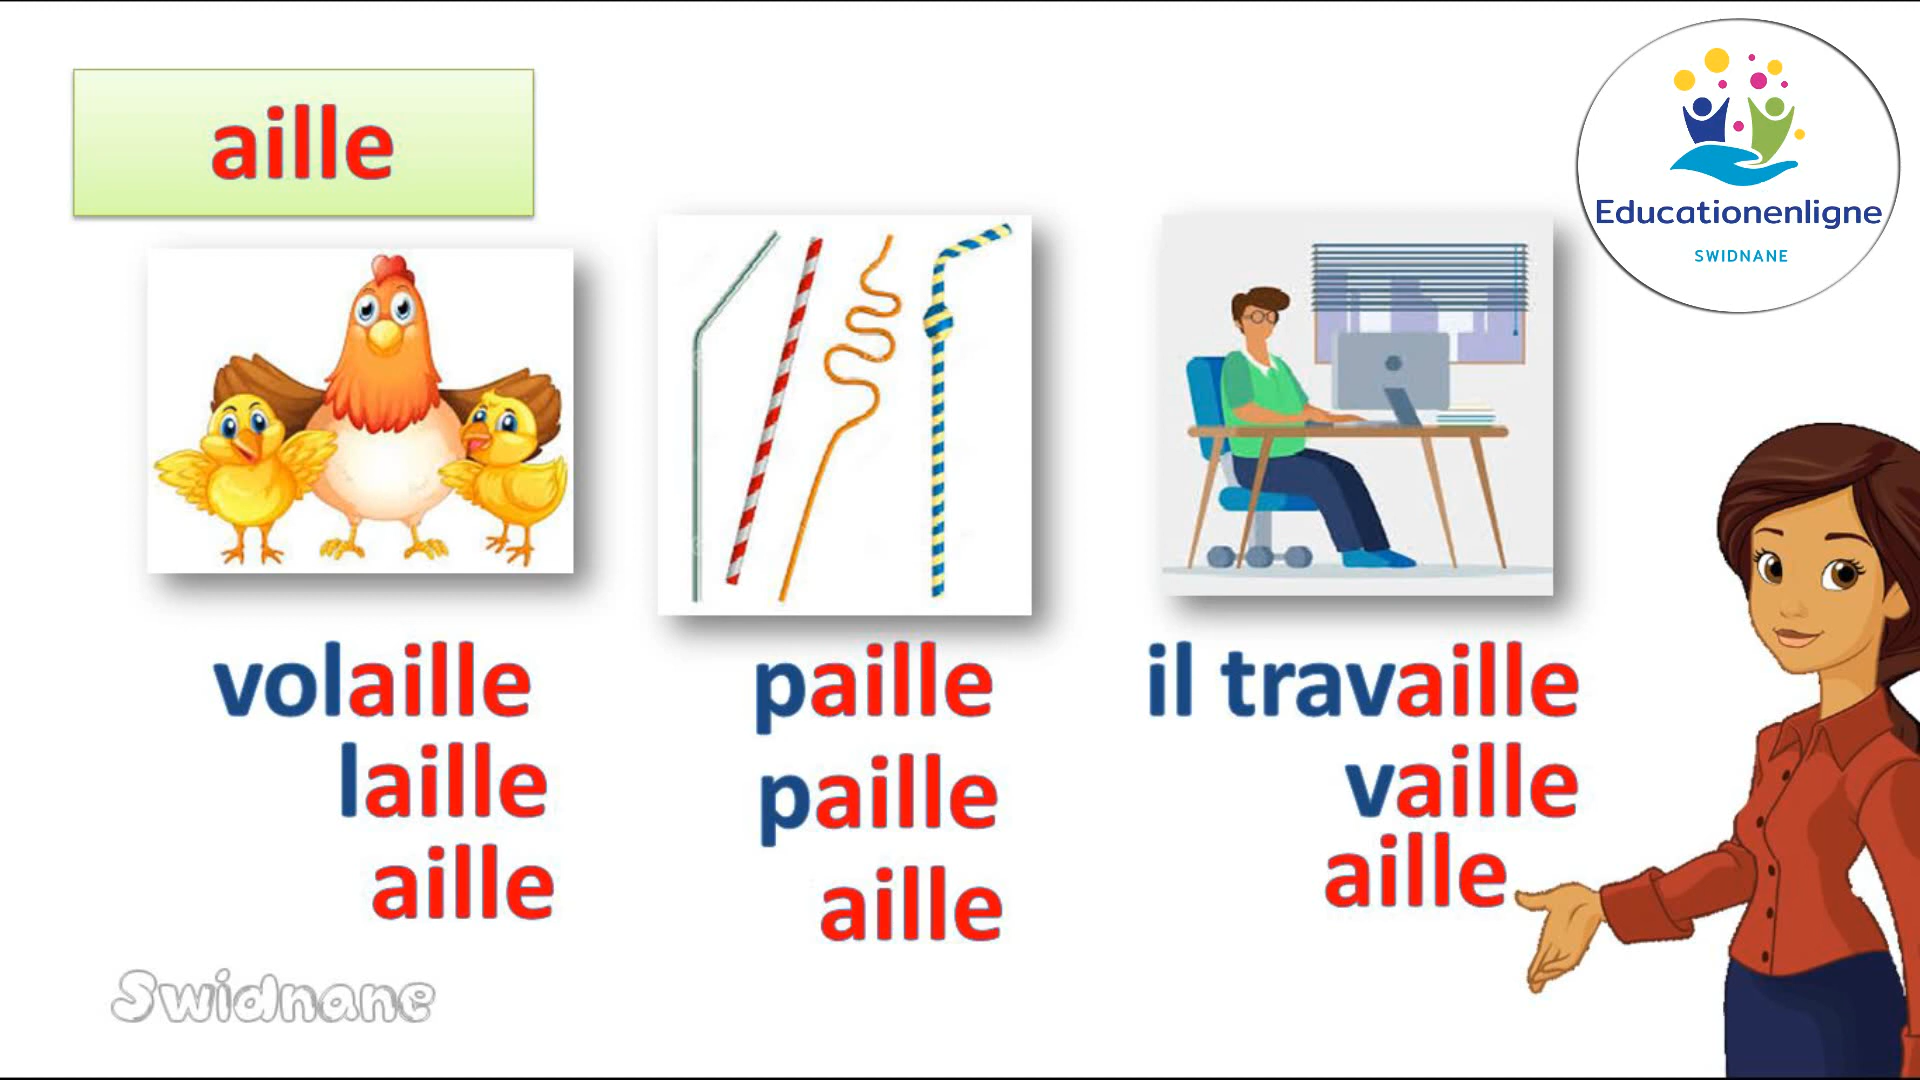 aille
Educationenligne
SWIDNANE
volaille
laille
aille
paille
paille
aille
il travaille
vaille
aille
Swidnane